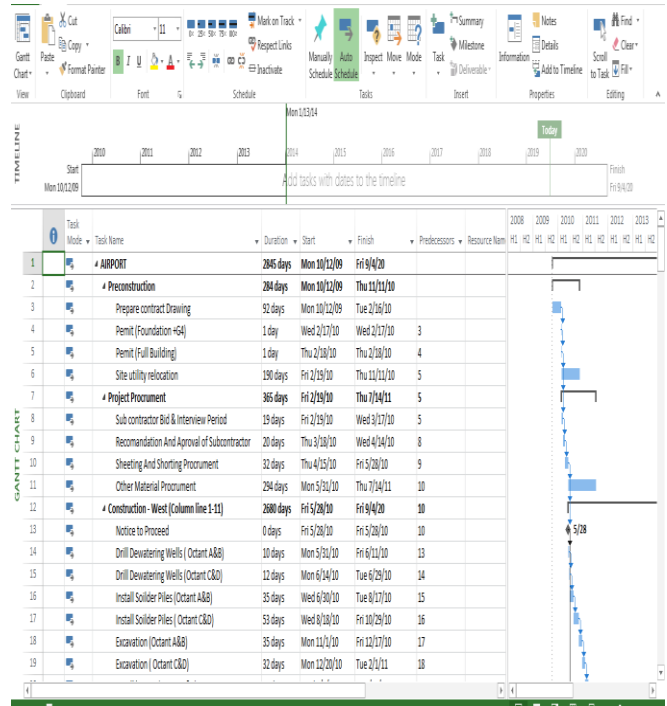 Cut
Copy
Format Painter
Gantt Chart
Paste
Calibri 11
B I U A
0% 25% 50% 75% 100%
Mark on Track
Respect Links
Inactivate
Manually Schedule
Auto Schedule
Inspect Move Mode
Task
Summary
Milestone
Deliverable
Information
Notes
Details
Add to Timeline
Scroll to Task
Find
Clear
Fill
View Clipboard Font Schedule Tasks Insert Properties Editing
TIMELINE
Mon 1/13/14
Today
2010 2011 2012 2013 2014 2015 2016 2017 2018 2019 2020
Start
Mon 10/12/09
Add tasks with dates to the timeline
Finish
Fri 9/4/20
GANTT CHART
Task Mode Task Name Duration Start Finish Predecessors Resource Nam
2008 2009 2010 2011 2012 2013
H1 H2 H1 H2 H1 H2 H1 H2 H1 H2 H1 H2
1 AIRPORT 2845 days Mon 10/12/09 Fri 9/4/20
2 Preconstruction 284 days Mon 10/12/09 Thu 11/11/10
3 Prepare contract Drawing 92 days Mon 10/12/09 Tue 2/16/10
4 Pemit (Foundation +G4) 1 day Wed 2/17/10 Wed 2/17/10 3
5 Pemit (Full Building) 1 day Thu 2/18/10 Thu 2/18/10 4
6 Site utility relocation 190 days Fri 2/19/10 Thu 11/11/10 5
7 Project Procrument 365 days Fri 2/19/10 Thu 7/14/11 5
8 Sub contractor Bid & Interview Period 19 days Fri 2/19/10 Wed 3/17/10 5
9 Recomandation And Aproval of Subcontractor 20 days Thu 3/18/10 Wed 4/14/10 8
10 Sheeting And Shorting Procrument 32 days Thu 4/15/10 Fri 5/28/10 9
11 Other Material Procrument 294 days Mon 5/31/10 Thu 7/14/11 10
12 Construction - West (Column line 1-11) 2680 days Fri 5/28/10 Fri 9/4/20 10
13 Notice to Proceed 0 days Fri 5/28/10 Fri 5/28/10 10
5/28
14 Drill Dewatering Wells ( Octant A&B) 10 days Mon 5/31/10 Fri 6/11/10 13
15 Drill Dewatering Wells (Octant C&D) 12 days Mon 6/14/10 Tue 6/29/10 14
16 Install Soilder Piles (Octant A&B) 35 days Wed 6/30/10 Tue 8/17/10 15
17 Install Soilder Piles ( Octant C&D) 53 days Wed 8/18/10 Fri 10/29/10 16
18 Excavation (Octant A&B) 35 days Mon 11/1/10 Fri 12/17/10 17
19 Excavation ( Octant C&D) 32 days Mon 12/20/10 Tue 2/1/11 18